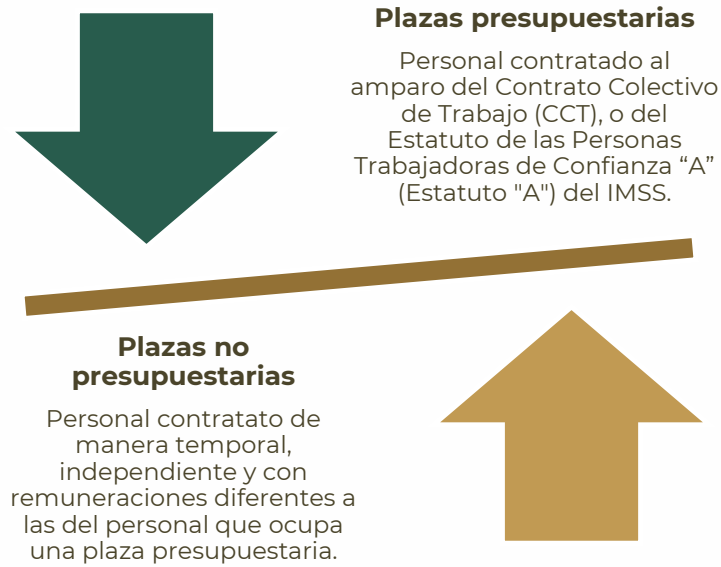 Plazas presupuestarias
Personal contratado al
amparo del Contrato Colectivo
de Trabajo (CCT), o del
Estatuto de las Personas
Trabajadoras de Confianza “A”
(Estatuto "A") del IMSS.
Plazas no
presupuestarias
Personal contratato de
manera temporal,
independiente y con
remuneraciones diferentes a
las del personal que ocupa
una plaza presupuestaria.